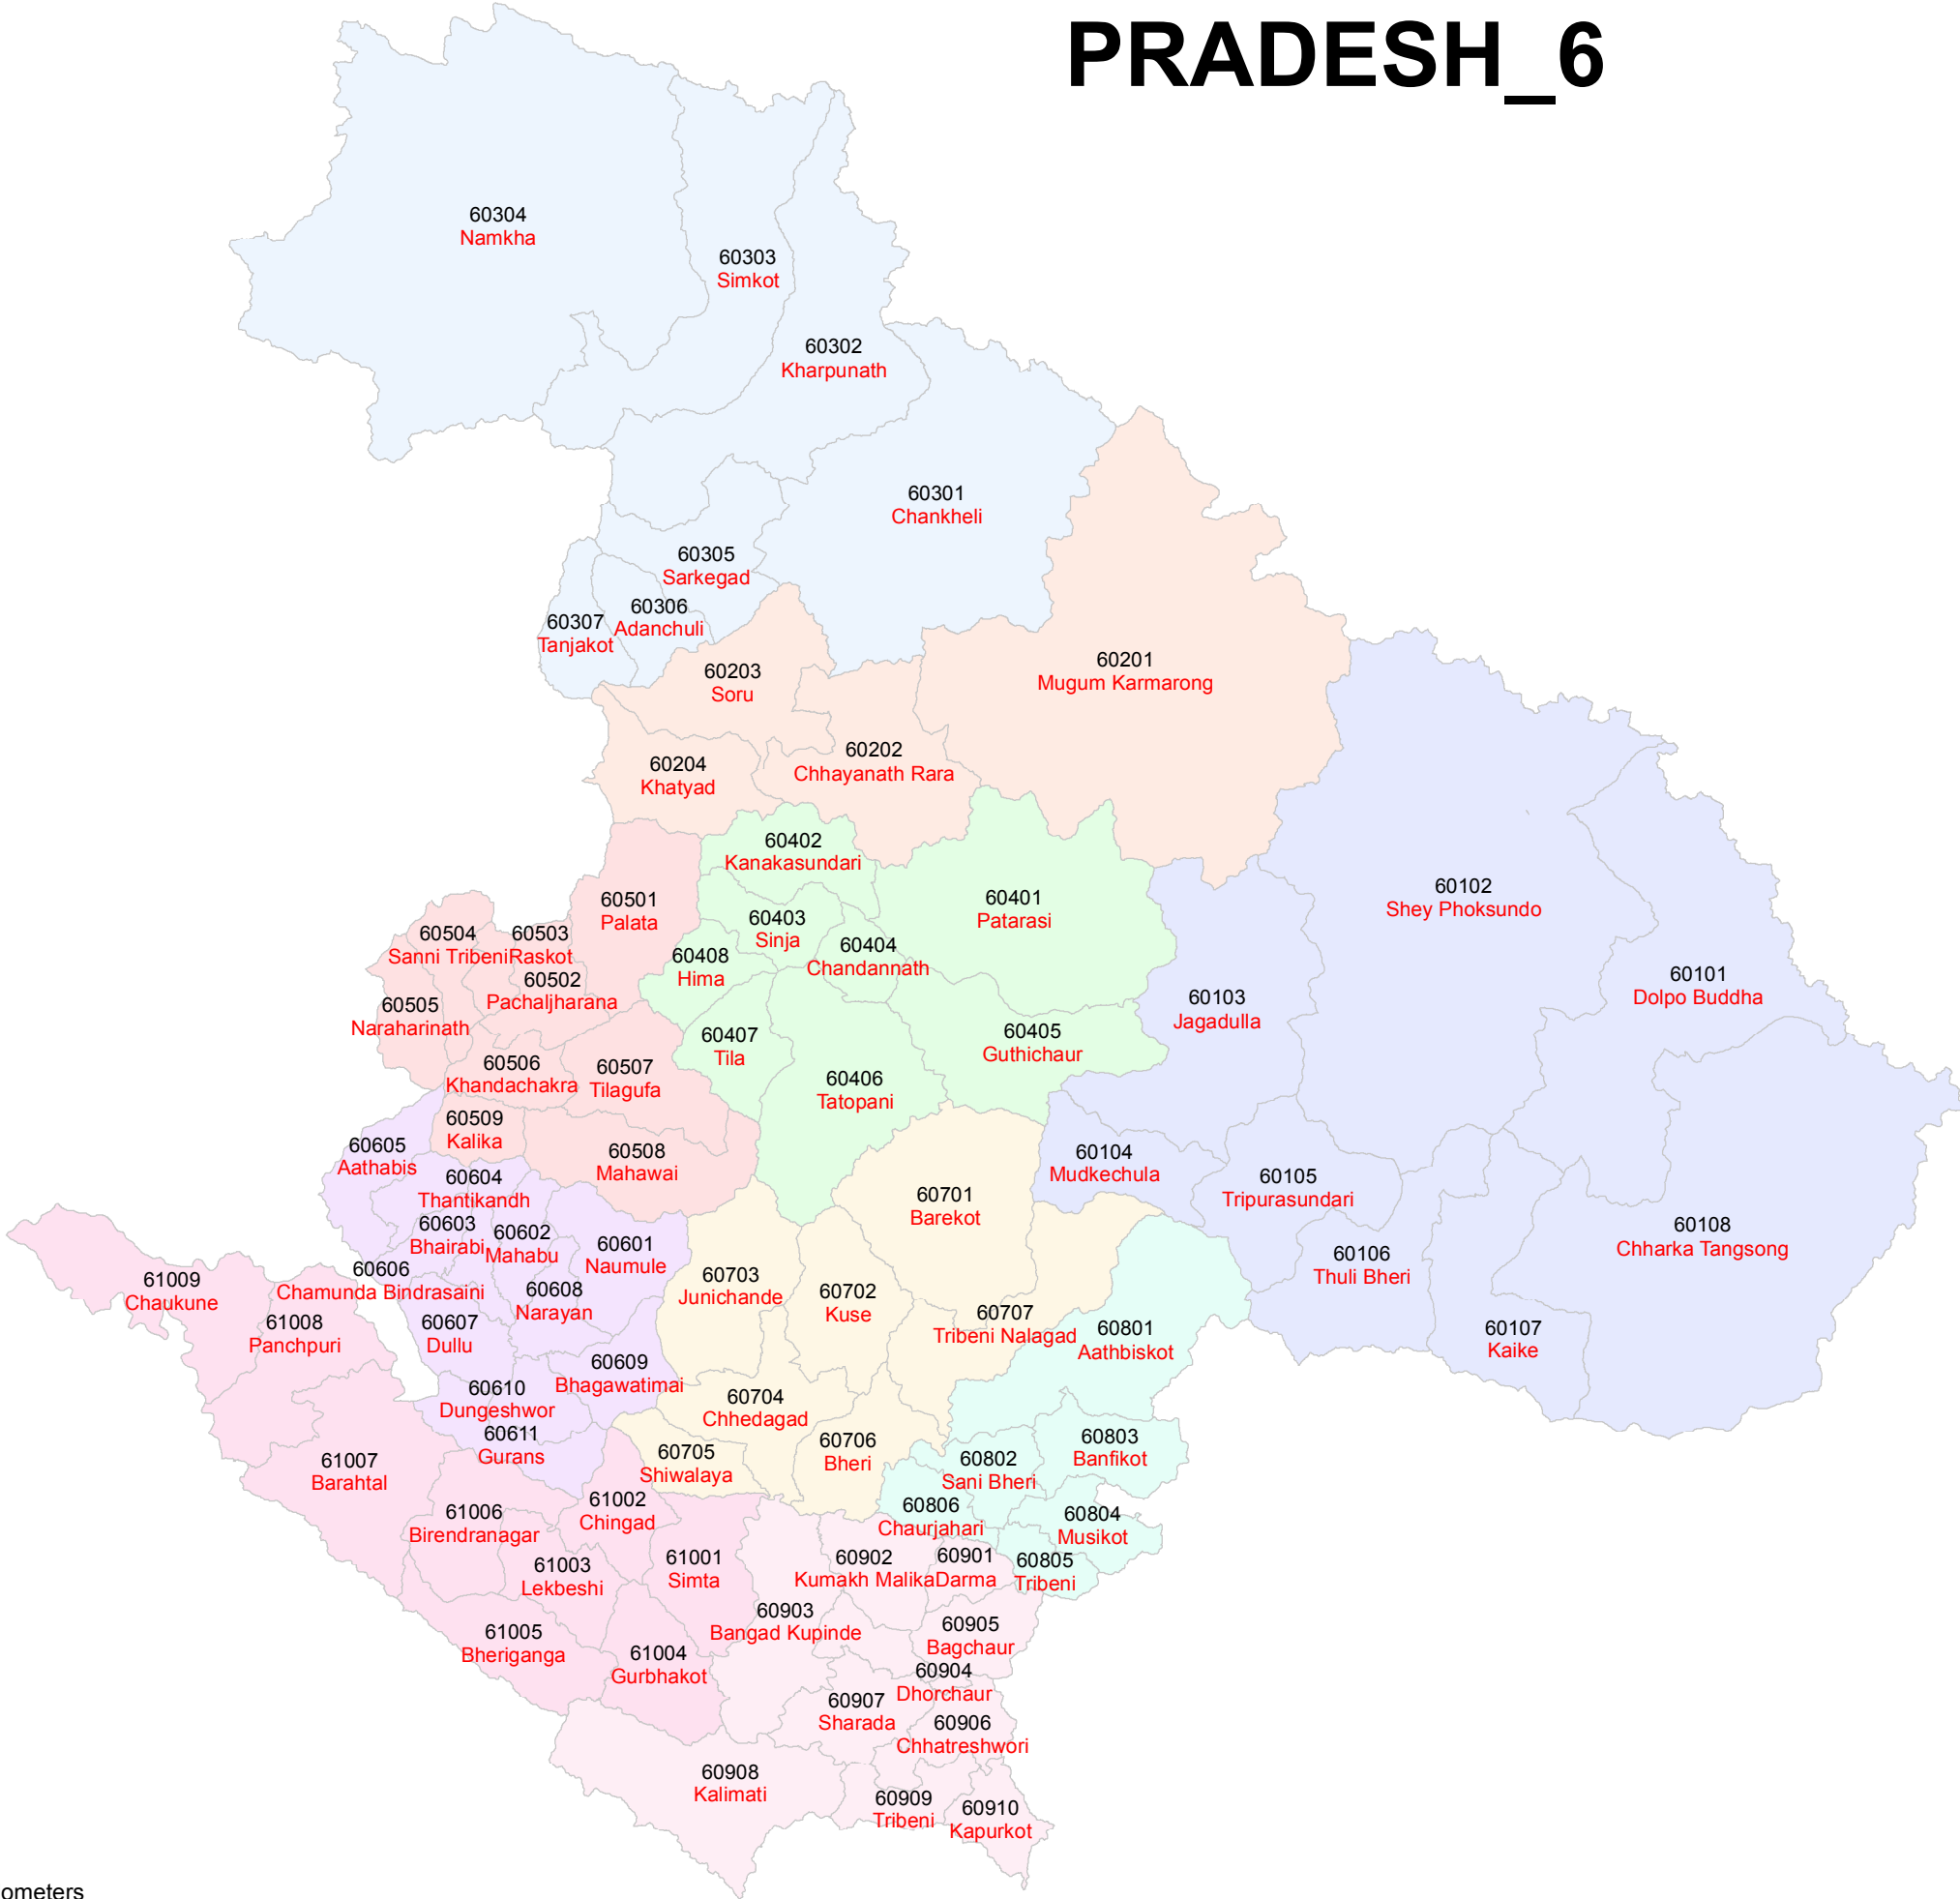 PRADESH_6
60304
Namkha
60303
Simkot
60302
Kharpunath
60301
Chankheli
60305
Sarkegad
60306
Adanchuli
60307
Tanjakot
60203
Soru
60201
Mugum Karmarong
60202
Chhayanath Rara
60204
Khatyad
60402
Kanakasundari
60401
Patarasi
60102
Shey Phoksundo
60501
Palata
60403
Sinja
60504
Sanni Tribeni
60503
Raskot
60404
Chandannath
60408
Hima
60502
Pachaljharana
60101
Dolpo Buddha
60103
Jagadulla
60505
Naraharinath
60407
Tila
60405
Guthichaur
60506
Khandachakra
60507
Tilagufa
60406
Tatopani
60509
Kalika
60605
Aathabis
60508
Mahawai
60104
Mudkechula
60604
Thantikandh
60105
Tripurasundari
60701
Barekot
60603
Bhairabi
60602
Mahabu
60601
Naumule
60108
Chharka Tangsong
60106
Thuli Bheri
60606
Chamunda Bindrasaini
61009
Chaukune
60703
Junichande
60608
Narayan
60702
Kuse
60707
Tribeni Nalagad
61008
Panchpuri
60607
Dullu
60801
Aathbiskot
60107
Kaike
60609
Bhagawatimai
60610
Dungeshwor
60704
Chhedagad
60611
Gurans
60706
Bheri
60803
Banfikot
60705
Shiwalaya
61007
Barahtal
60802
Sani Bheri
61002
Chingad
60806
Chaurjahari
61006
Birendranagar
60804
Musikot
61003
Lekbeshi
61001
Simta
60902
Kumakh Malika
60901
Darma
60805
Tribeni
60903
Bangad Kupinde
60905
Bagchaur
61005
Bheriganga
61004
Gurbhakot
60904
Dhorchaur
60907
Sharada
60906
Chhatreshwori
60908
Kalimati
60909
Tribeni
60910
Kapurkot
ometers